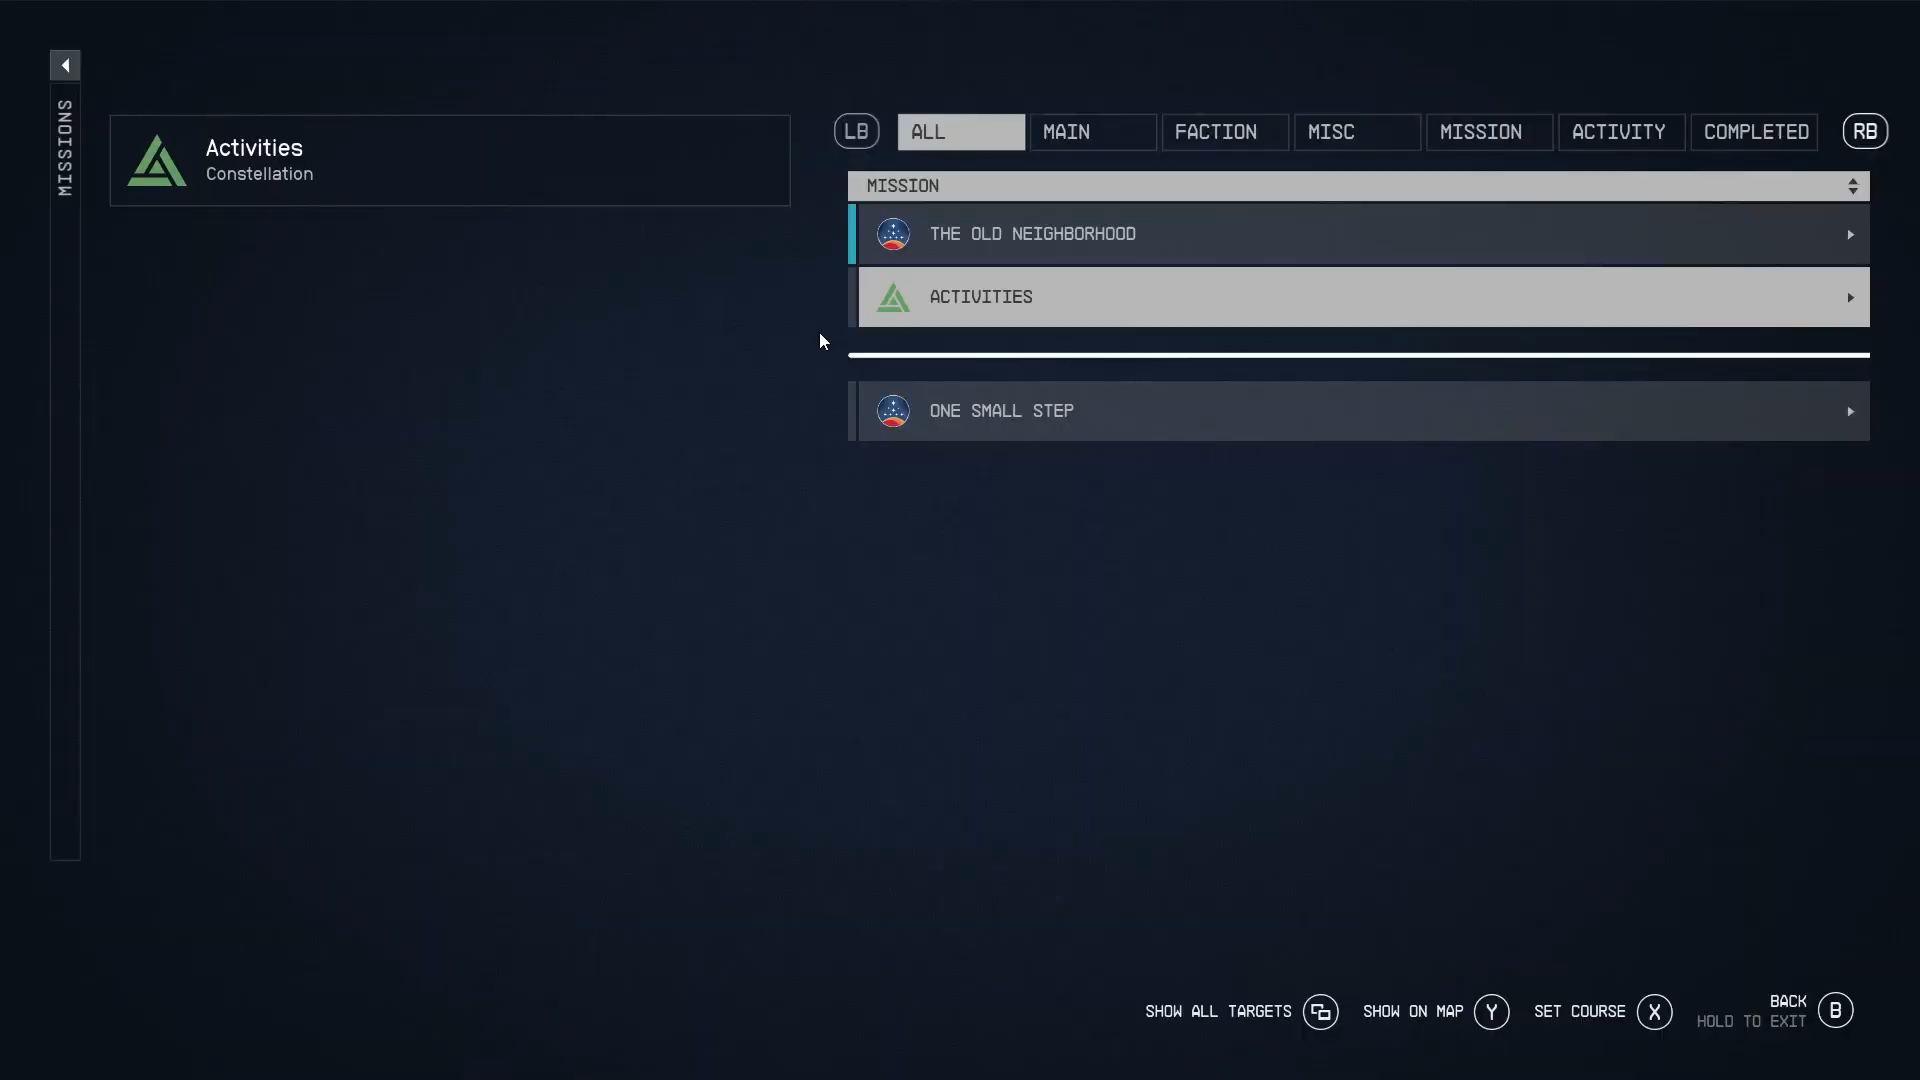 MISSIONS
Activities
Constellation
LB
ALL
MAIN
FACTION
MISC
MISSION
ACTIVITY
COMPLETED
RB
MISSION
THE OLD NEIGHBORHOOD
ACTIVITIES
ONE SMALL STEP
SHOW ALL TARGETS
SHOW ON MAP Y
SET COURSE X
BACK B
HOLD TO EXIT